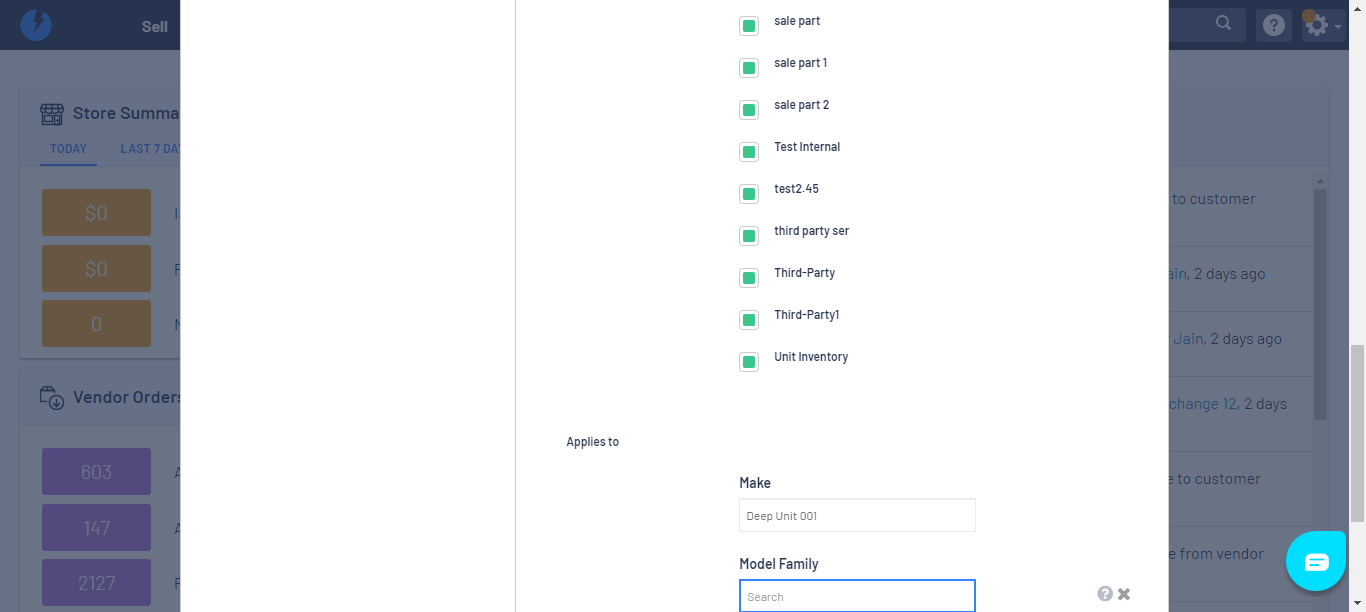 Sell
Store Summa
TODAY
LAST 7 DA
$0
$0
0
Vendor Orders
603
147
2127
sale part
sale part 1
sale part 2
Test Internal
test2.45
third party ser
Third-Party
Third-Party1
Unit Inventory
Applies to
Make
Deep Unit 001
Model Family
Search
to customer
ain, 2 days ago
Jain, 2 days ago
change 12, 2 days
e to customer
e from vendor